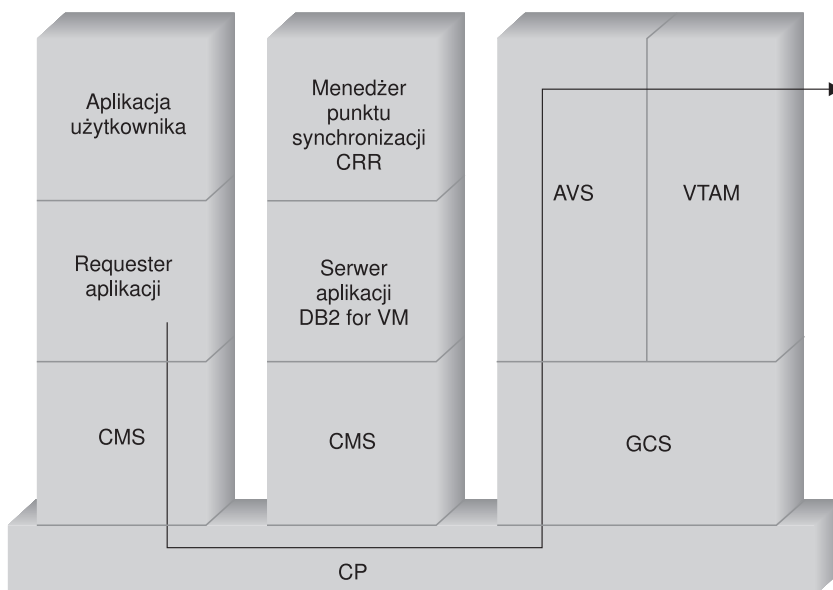 Aplikacja
użytkownika
Requester
aplikacji
CMS
Menedżer
punktu
synchronizacji
CRR
Serwer
aplikacji
DB2 for VM
CMS
AVS
VTAM
GCS
CP